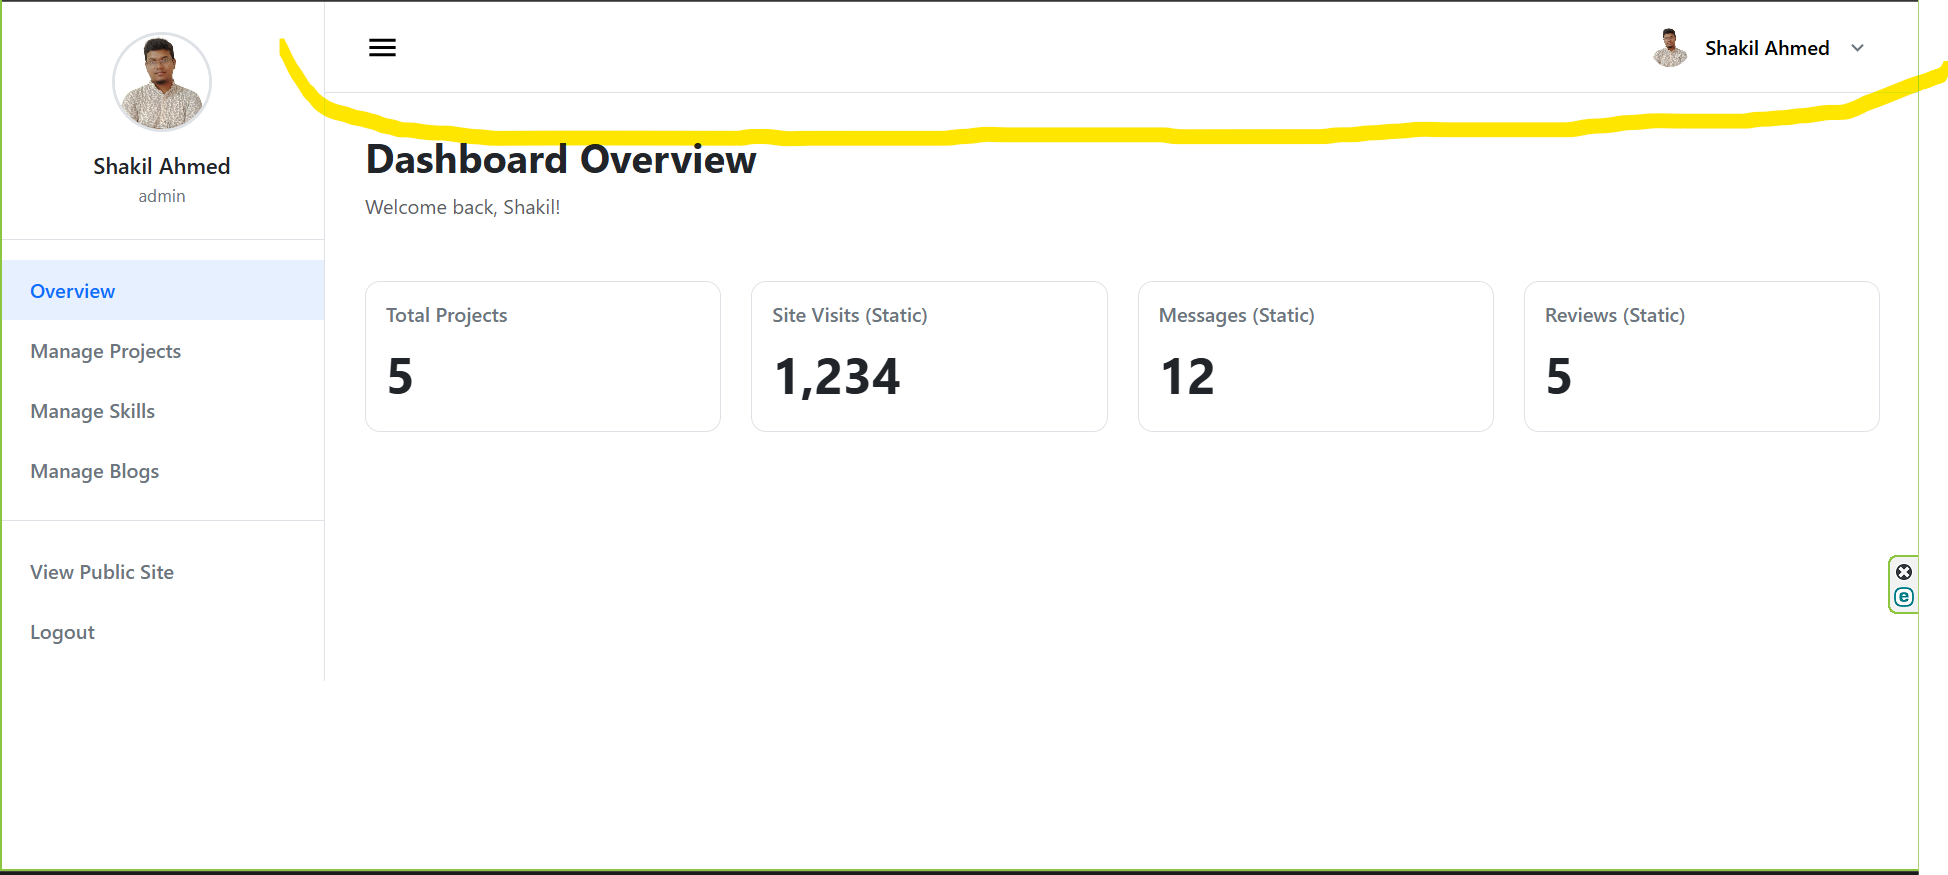 Shakil Ahmed
admin
Overview
Manage Projects
Manage Skills
Manage Blogs
View Public Site
Logout
Shakil Ahmed
Dashboard Overview
Welcome back, Shakil!
Total Projects
5
Site Visits (Static)
1,234
Messages (Static)
12
Reviews (Static)
5
e